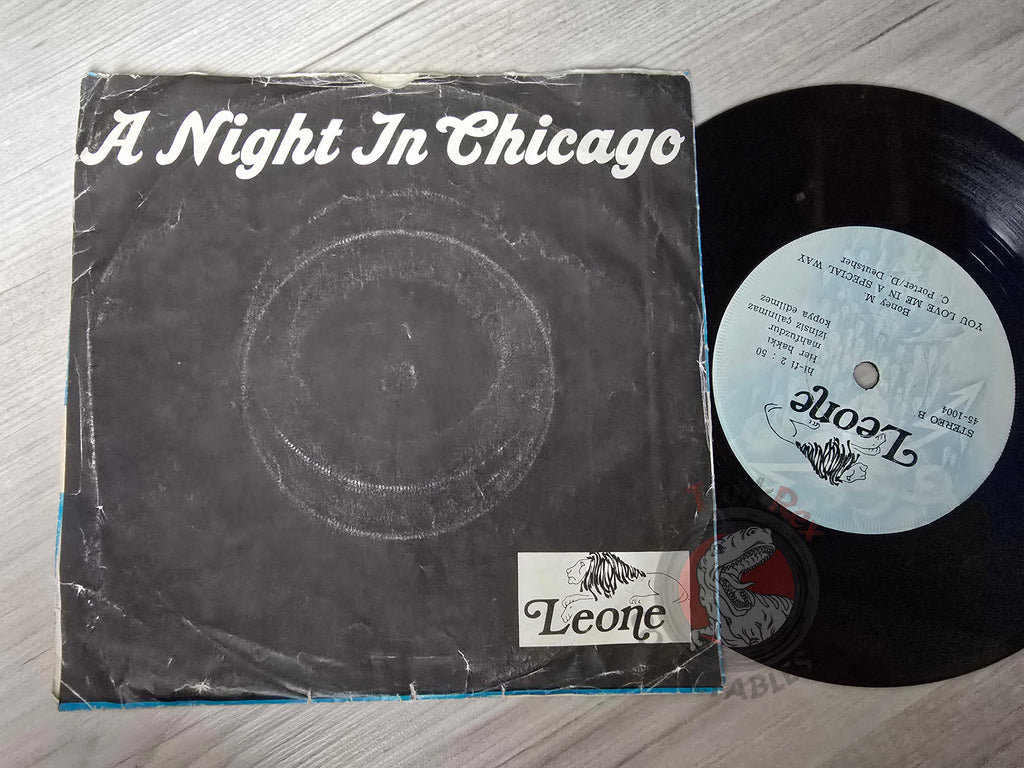 A Night In Chicago
Leone
Leone
STEREO B
45-1004
hi-fi 2 : 50
Her hakkı
mahfuzdur
izinsiz çalınmaz
kopya edilmez
Boney M.
YOU LOVE ME IN A SPECIAL WAY
C. Porter/D. Deutsher